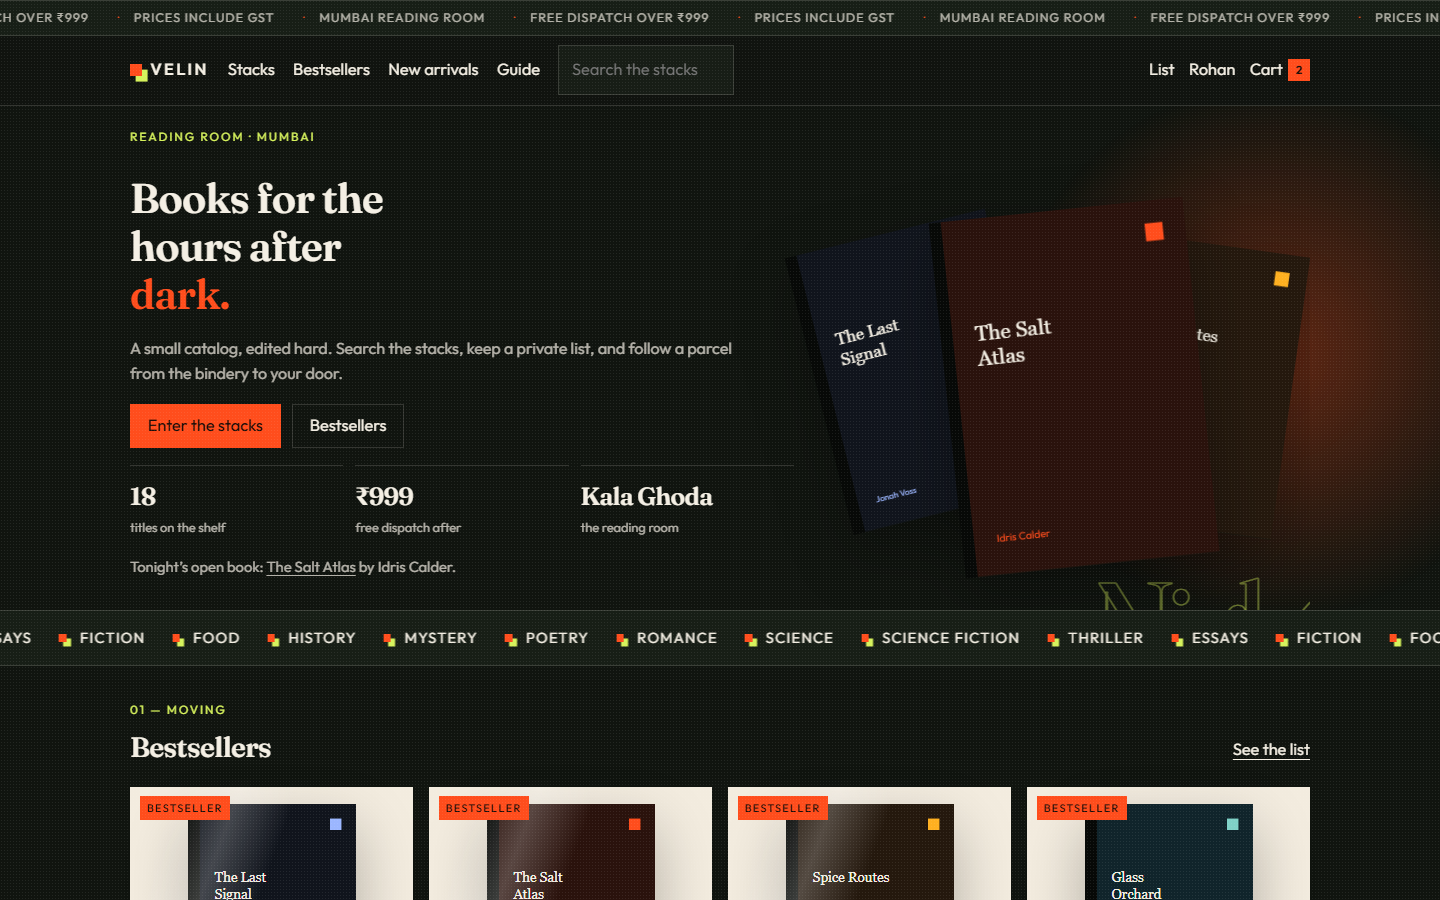 OVER ₹999 · PRICES INCLUDE GST · MUMBAI READING ROOM · FREE DISPATCH OVER ₹999 · PRICES INCLUDE GST · MUMBAI READING ROOM · FREE DISPATCH OVER ₹999 · PRICES
VELIN Stacks Bestsellers New arrivals Guide Search the stacks List Rohan Cart 2
READING ROOM · MUMBAI
Books for the
hours after
dark.
A small catalog, edited hard. Search the stacks, keep a private list, and follow a parcel
from the bindery to your door.
Enter the stacks Bestsellers
18 ₹999 Kala Ghoda
titles on the shelf free dispatch after the reading room
Tonight's open book: The Salt Atlas by Idris Calder.
The Last
Signal
Jonah Voss
The Salt
Atlas
Idris Calder
tes
FICTION FOOD HISTORY MYSTERY POETRY ROMANCE SCIENCE SCIENCE FICTION THRILLER ESSAYS FICTION
01 — MOVING
Bestsellers See the list
BESTSELLER BESTSELLER BESTSELLER BESTSELLER
The Last
Signal
The Salt
Atlas
Spice Routes
Glass
Orchard